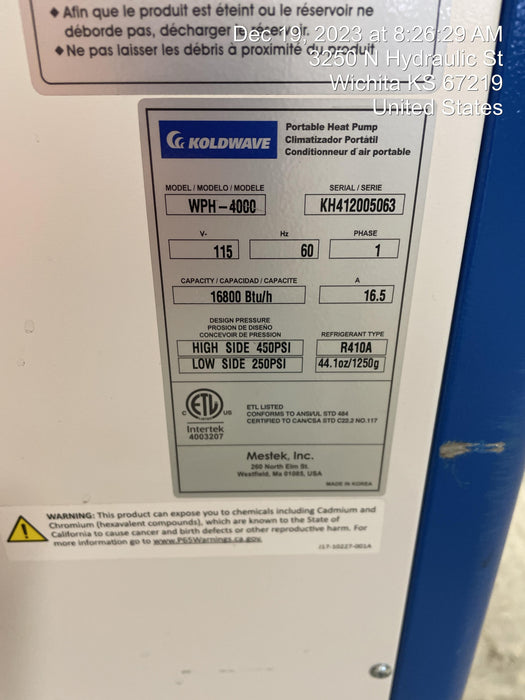 ◆ Afin que le produit est éteint ou le réservoir ne
déborde pas, décharger le réservoir.
◆ Ne pas laisser les débris à proximité du produit
Dec 19, 2023 at 8:26:29 AM
3250 N Hydraulic St
Wichita KS 67219
United States
KOLDWAVE
Portable Heat Pump
Climatizador Portátil
Conditionneur d'air portable
MODEL / MODELO / MODELE
SERIAL / SERIE
WPH-4000
KH412005063
V~
Hz
PHASE
115
60
1
CAPACITY / CAPACIDAD / CAPACITE
A
16800 Btu/h
16.5
DESIGN PRESSURE
PROSION DE DISEÑO
CONCEVOIR DE PRESSION
REFRIGERANT TYPE
HIGH SIDE 450PSI
R410A
LOW SIDE 250PSI
44.1oz/1250g
C ETL US
Intertek
4003207
ETL LISTED
CONFORMS TO ANSI/UL STD 484
CERTIFIED TO CAN/CSA STD C22.2 NO.117
Mestek, Inc.
260 North Elm St.
Westfield, Ma 01085, USA
MADE IN KOREA
WARNING: This product can expose you to chemicals including Cadmium and
Chromium (hexavalent compounds), which are known to the State of
California to cause cancer and birth defects or other reproductive harm. For
more information go to www.P65Warnings.ca.gov.
J17-10227-001A